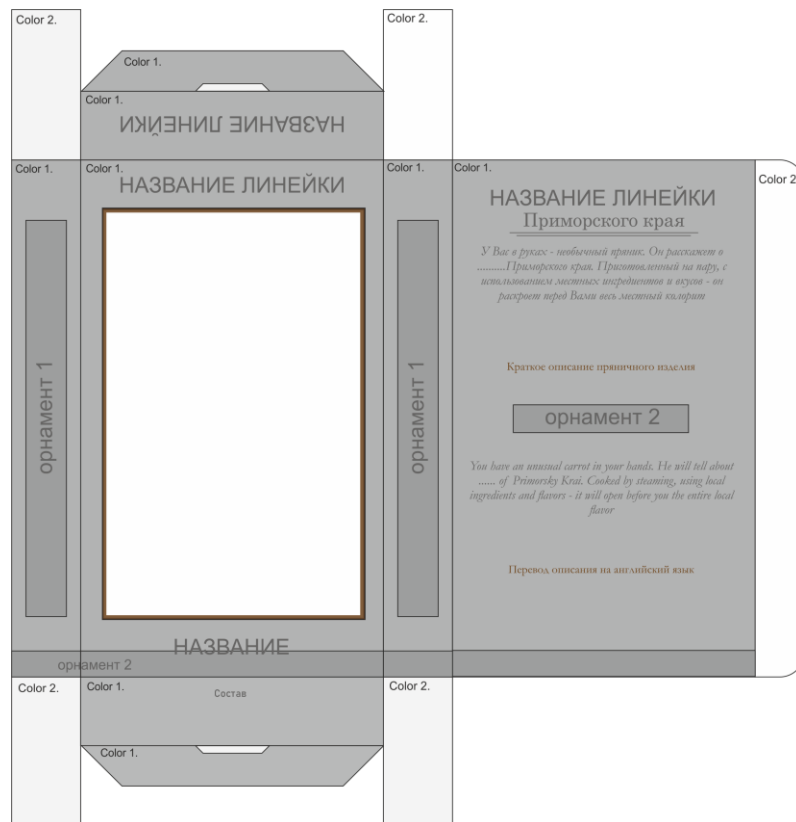 Color 2.
Color 2.
Color 1.
Color 1.
НАЗВАНИЕ ЛИНЕЙКИ
Color 1.
Color 1.
Color 1.
Color 1.
Color 2
НАЗВАНИЕ ЛИНЕЙКИ
НАЗВАНИЕ ЛИНЕЙКИ
Приморского края
У Вас в руках - необычный пряник. Он расскажет о
..........Приморского края. Приготовленный на пару, с
использованием местных ингредиентов и вкусов - он
раскроет перед Вами весь местный колорит
орнамент 1
орнамент 1
Краткое описание пряничного изделия
орнамент 2
You have an unusual carrot in your hands. He will tell about
...... of Primorsky Krai. Cooked by steaming, using local
ingredients and flavors - it will open before you the entire local
flavor
Перевод описания на английский язык
НАЗВАНИЕ
орнамент 2
Color 2.
Color 1.
Состав
Color 2.
Color 1.